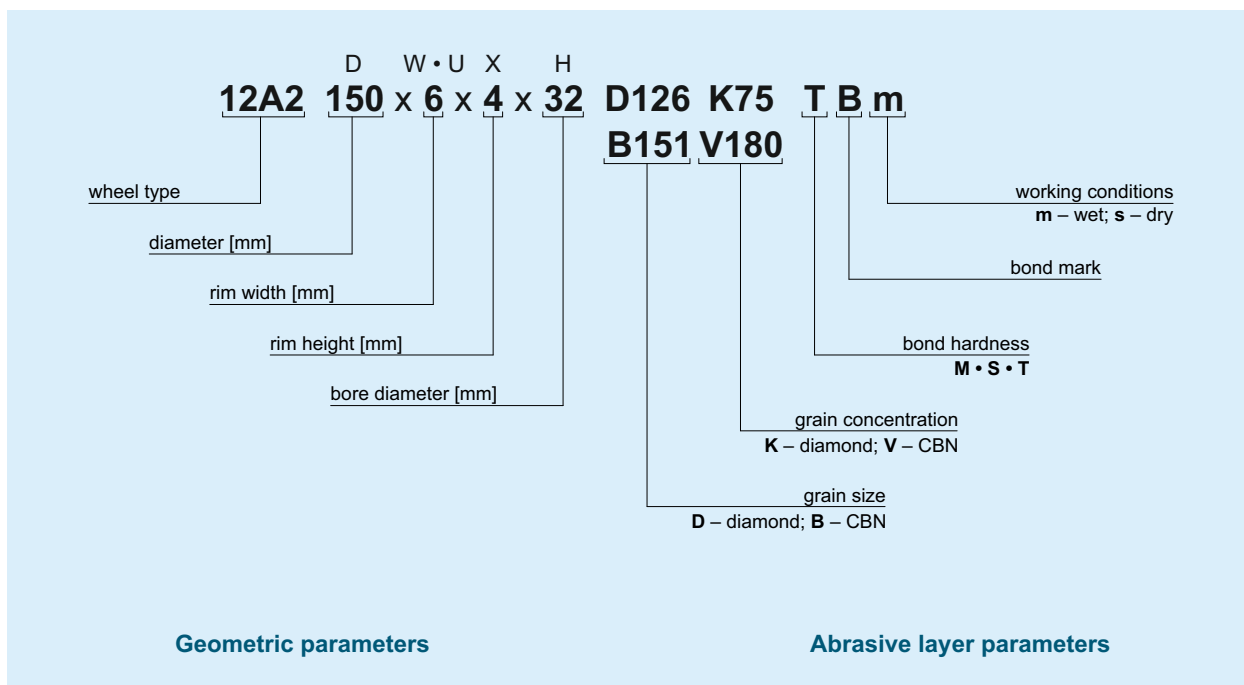 D W • U X H
12A2 150 x 6 x 4 x 32 D126 K75 T B m
B151 V180
wheel type
working conditions
m – wet; s – dry
diameter [mm]
bond mark
rim width [mm]
rim height [mm]
bond hardness
M • S • T
bore diameter [mm]
grain concentration
K – diamond; V – CBN
grain size
D – diamond; B – CBN
Geometric parameters
Abrasive layer parameters